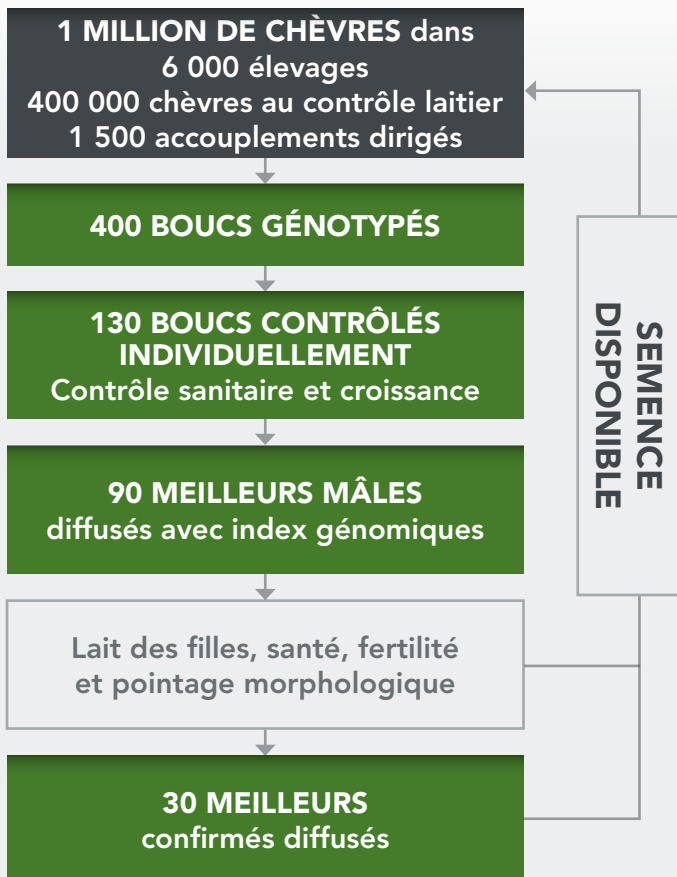 1 MILLION DE CHÈVRES dans
6 000 élevages
400 000 chèvres au contrôle laitier
1 500 accouplements dirigés
400 BOUCS GÉNOTYPÉS
130 BOUCS CONTRÔLÉS
INDIVIDUELLEMENT
Contrôle sanitaire et croissance
90 MEILLEURS MÂLES
diffusés avec index génomiques
Lait des filles, santé, fertilité
et pointage morphologique
30 MEILLEURS
confirmés diffusés
SEMENCE
DISPONIBLE